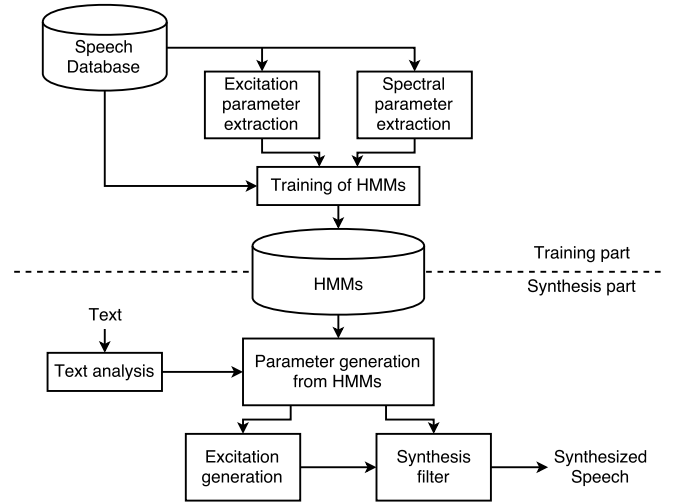 Speech
Database
Excitation
parameter
extraction
Spectral
parameter
extraction
Training of HMMs
Training part
HMMs
Synthesis part
Text
Text analysis
Parameter generation
from HMMs
Excitation
generation
Synthesis
filter
Synthesized
Speech